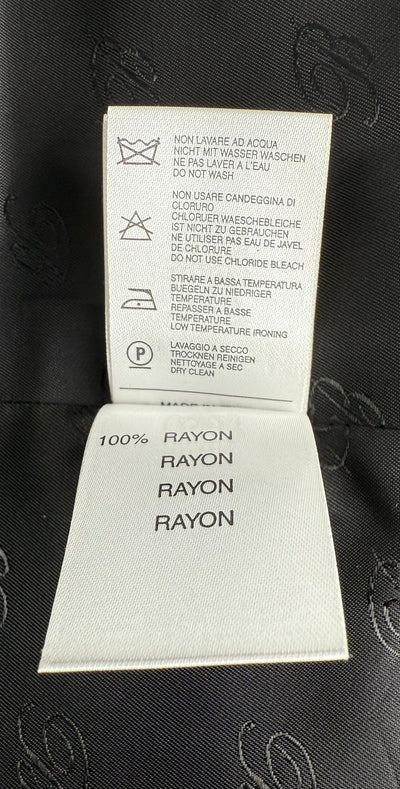 NON LAVARE AD ACQUA
NICHT MIT WASSER WASCHEN
NE PAS LAVER A L'EAU
DO NOT WASH
NON USARE CANDEGGINA DI
CLORURO
CHLORUER WAESCHEBLEICHE
IST NICHT ZU GEBRAUCHEN
NE UTILISER PAS EAU DE JAVEL
DE CHLORURE
DO NOT USE CHLORIDE BLEACH
STIRARE A BASSA TEMPERATURA
BUEGELN ZU NIEDRIGER
TEMPERATURE
REPASSER A BASSE
TEMPERATURE
LOW TEMPERATURE IRONING
P
LAVAGGIO A SECCO
TROCKNEN REINIGEN
NETTOYAGE A SEC
DRY CLEAN
MADE IN
100% RAYON
RAYON
RAYON
RAYON